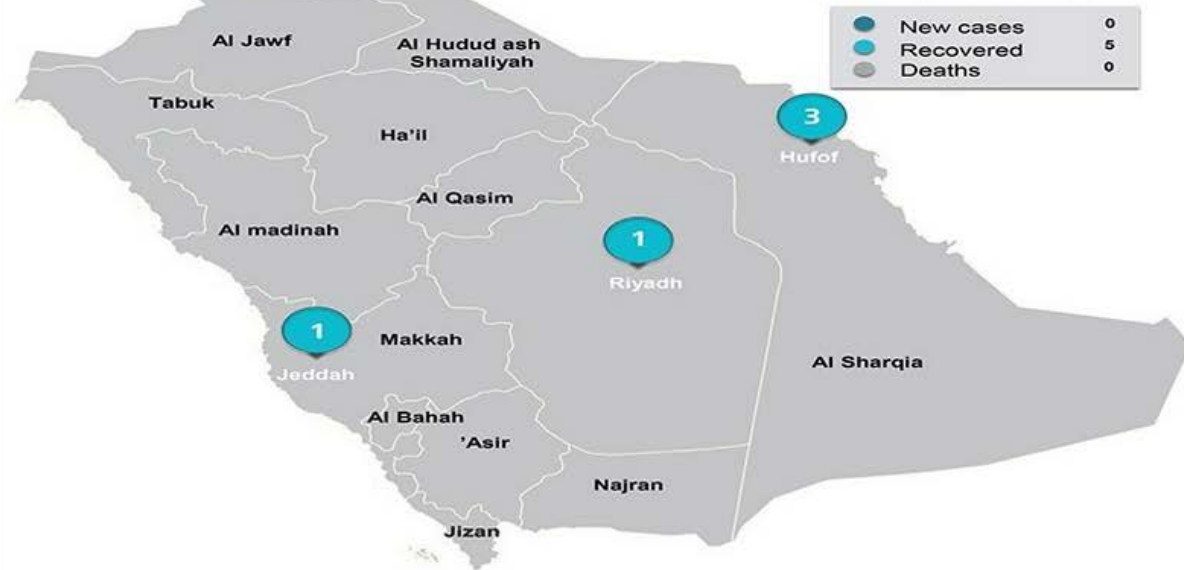 New cases 0
Recovered 5
Deaths 0
Al Jawf
Al Hudud ash
Shamaliyah
Tabuk
3
Ha'il
Hufof
Al Qasim
Al madinah
1
Riyadh
1
Makkah
Jeddah
Al Sharqia
Al Bahah
'Asir
Najran
Jizan